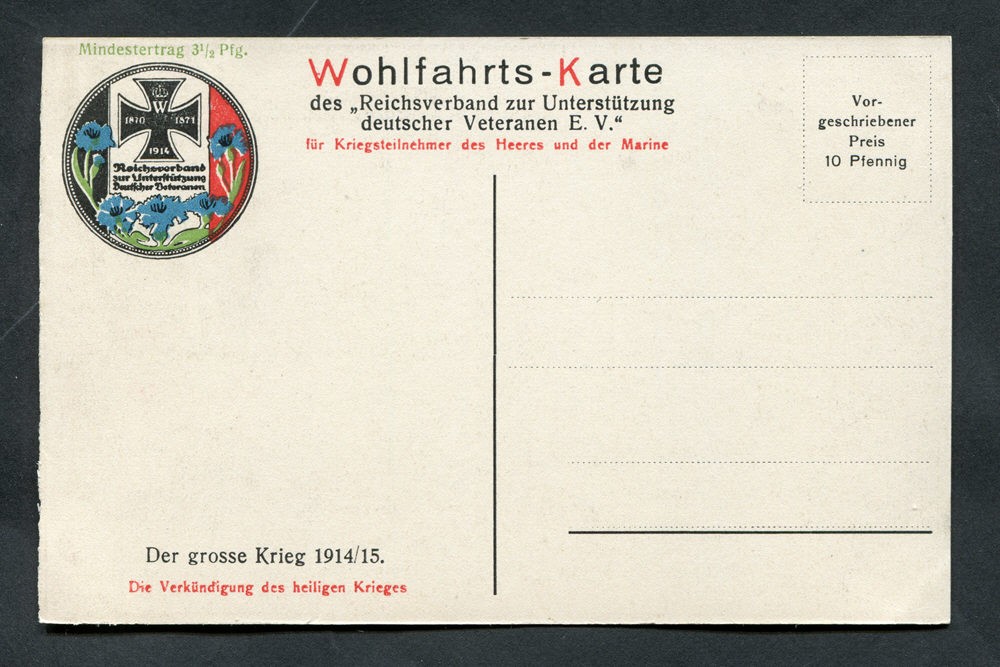 Mindestertrag 3½ Pfg.
W
1870 1871
1914
Reichsverband
zur Unterstützung
Deutscher Veteranen
Wohlfahrts-Karte
des „Reichsverband zur Unterstützung
deutscher Veteranen E. V.“
für Kriegsteilnehmer des Heeres und der Marine
Vor-
geschriebener
Preis
10 Pfennig
Der grosse Krieg 1914/15.
Die Verkündigung des heiligen Krieges